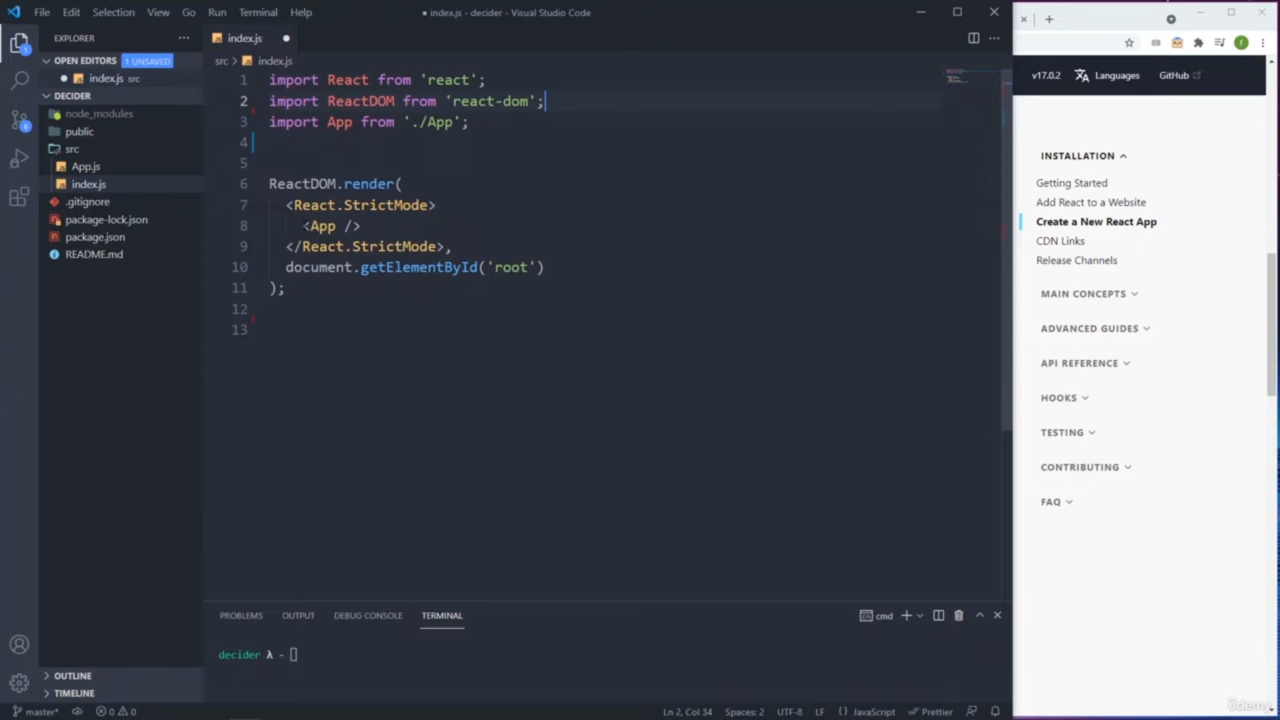 File Edit Selection View Go Run Terminal Help
● index.js - decider - Visual Studio Code
EXPLORER
OPEN EDITORS 1 UNSAVED
index.js src
DECIDER
node_modules
public
src
App.js
index.js
.gitignore
package-lock.json
package.json
README.md
OUTLINE
TIMELINE
index.js
src > index.js
1 import React from 'react';
2 import ReactDOM from 'react-dom';
3 import App from './App';
4
5
6 ReactDOM.render(
7 <React.StrictMode>
8 <App />
9 </React.StrictMode>,
10 document.getElementById('root')
11 );
12
13
PROBLEMS OUTPUT DEBUG CONSOLE TERMINAL
cmd
decider λ -
master* 0 0
Ln 2, Col 34 Spaces: 2 UTF-8 LF {} JavaScript Prettier
v17.0.2 Languages GitHub
INSTALLATION
Getting Started
Add React to a Website
Create a New React App
CDN Links
Release Channels
MAIN CONCEPTS
ADVANCED GUIDES
API REFERENCE
HOOKS
TESTING
CONTRIBUTING
FAQ
ûdemy